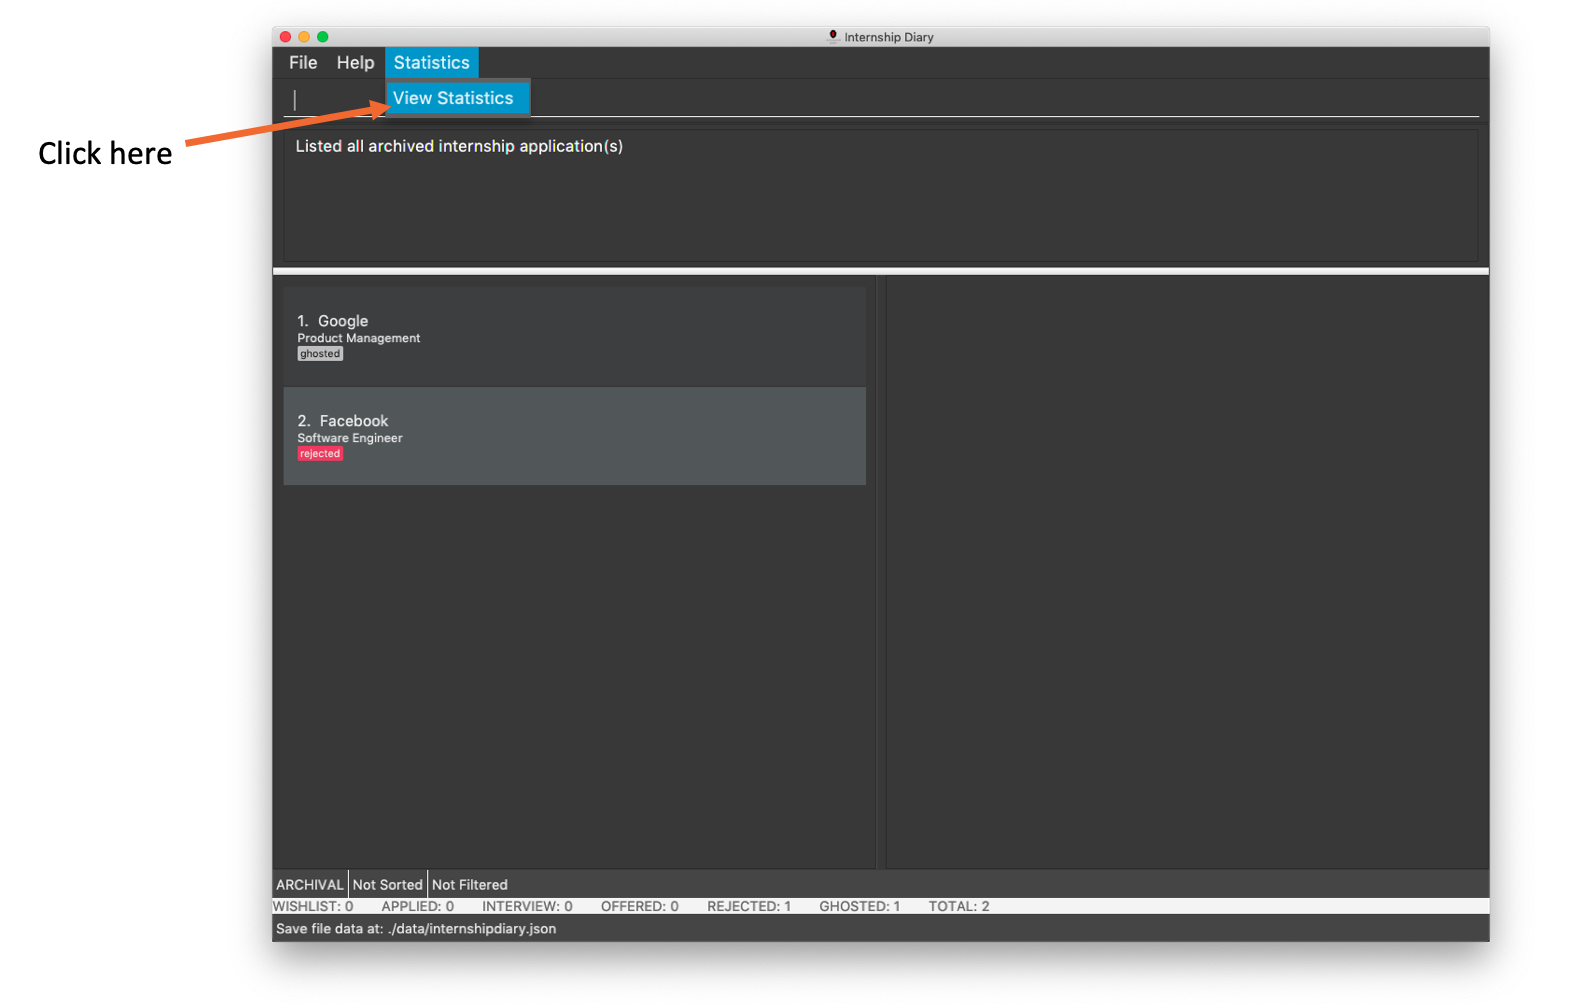 Internship Diary
File Help Statistics
View Statistics
Click here
Listed all archived internship application(s)
1. Google
Product Management
ghosted
2. Facebook
Software Engineer
rejected
ARCHIVAL Not Sorted Not Filtered
WISHLIST: 0 APPLIED: 0 INTERVIEW: 0 OFFERED: 0 REJECTED: 1 GHOSTED: 1 TOTAL: 2
Save file data at: ./data/internshipdiary.json